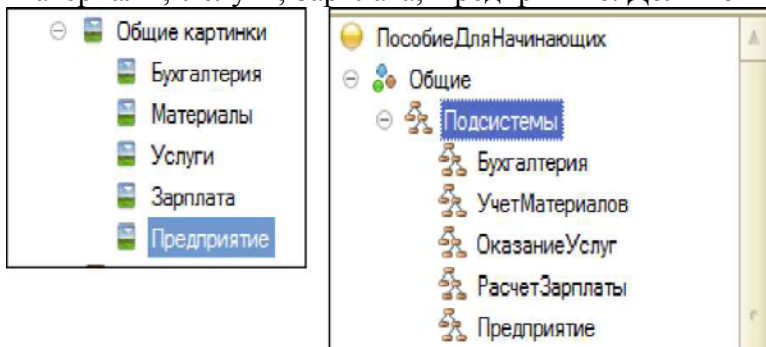 Общие картинки
Бухгалтерия
Материалы
Услуги
Зарплата
Предприятие
ПособиеДляНачинающих
Общие
Подсистемы
Бухгалтерия
УчетМатериалов
ОказаниеУслуг
РасчетЗарплаты
Предприятие